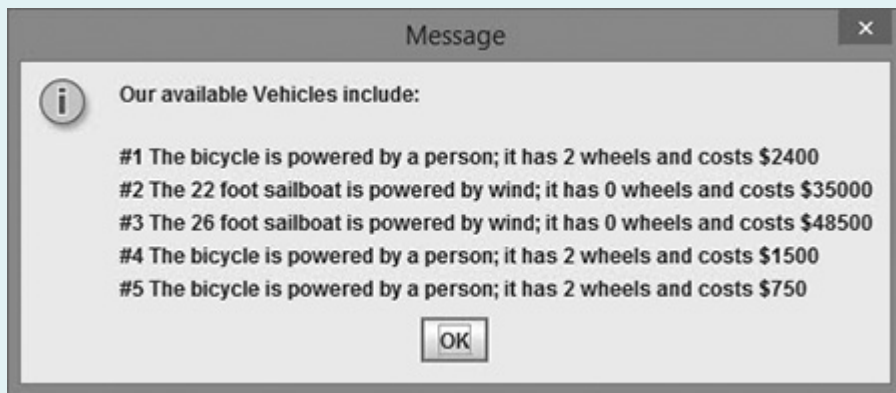 Message
×
i
Our available Vehicles include:
#1 The bicycle is powered by a person; it has 2 wheels and costs $2400
#2 The 22 foot sailboat is powered by wind; it has 0 wheels and costs $35000
#3 The 26 foot sailboat is powered by wind; it has 0 wheels and costs $48500
#4 The bicycle is powered by a person; it has 2 wheels and costs $1500
#5 The bicycle is powered by a person; it has 2 wheels and costs $750
OK